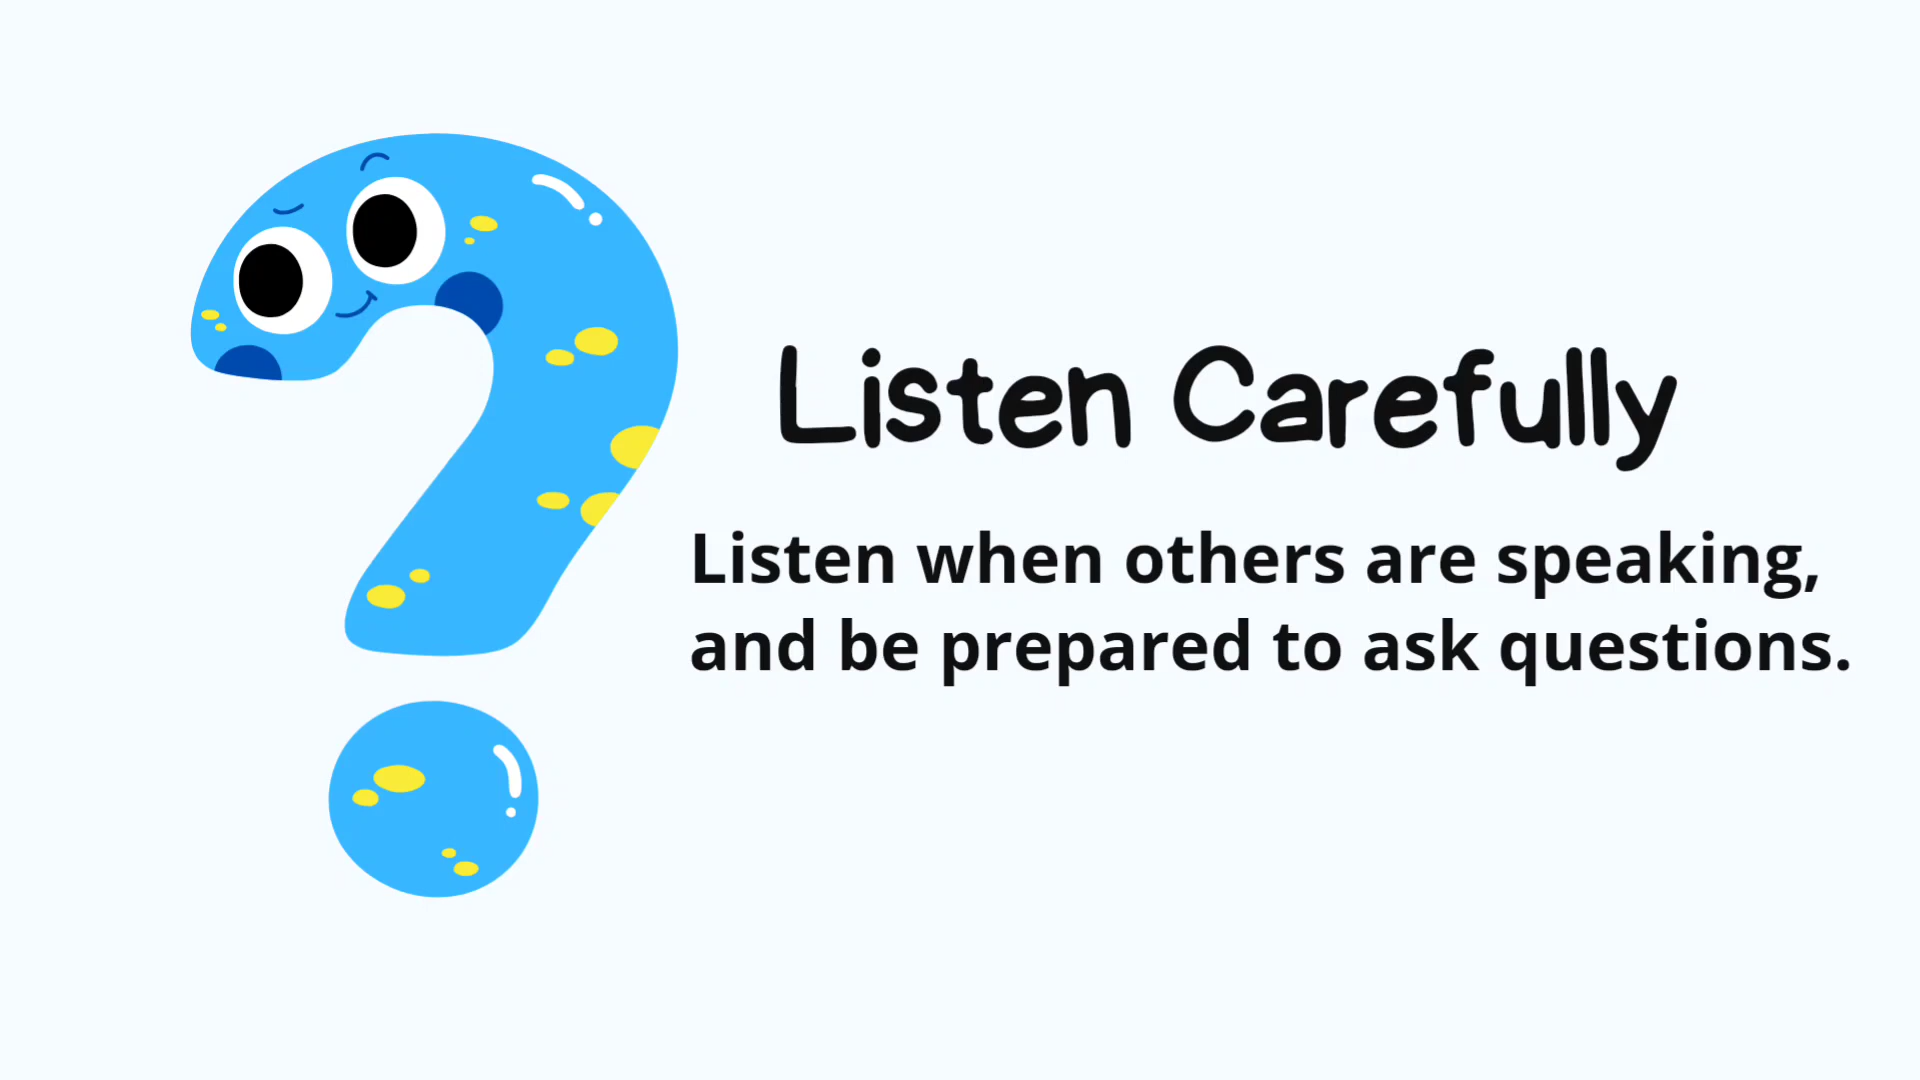 Listen Carefully
Listen when others are speaking,
and be prepared to ask questions.